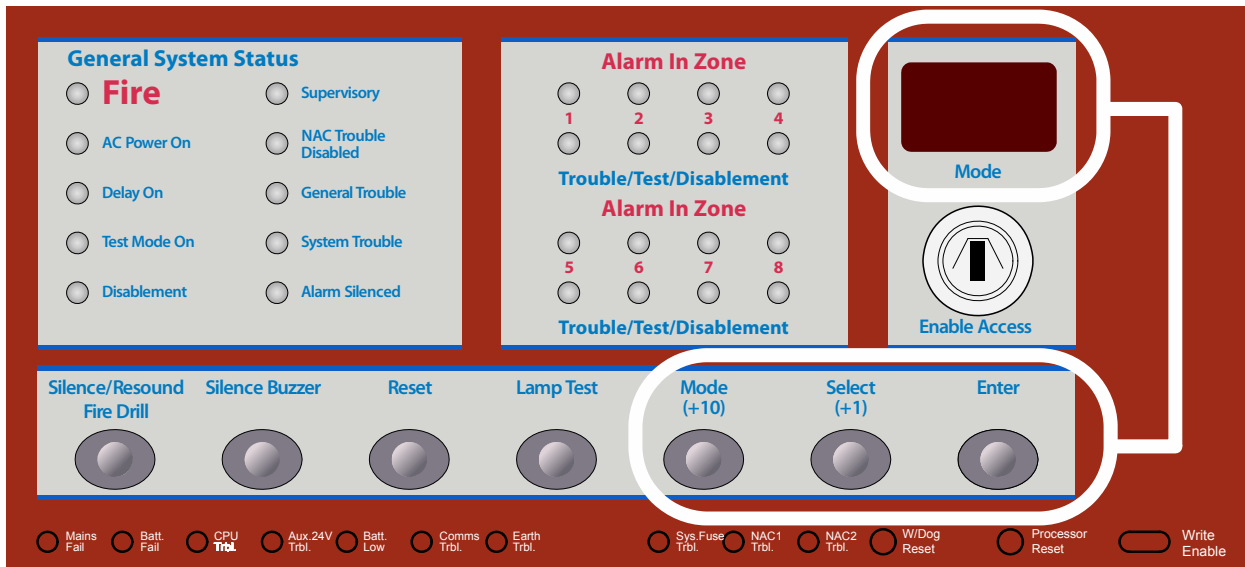 General System Status
Fire
Supervisory
AC Power On
NAC Trouble
Disabled
Delay On
General Trouble
Test Mode On
System Trouble
Disablement
Alarm Silenced
Alarm In Zone
1 2 3 4
Trouble/Test/Disablement
Alarm In Zone
5 6 7 8
Trouble/Test/Disablement
Mode
Enable Access
Silence/Resound
Fire Drill
Silence Buzzer
Reset
Lamp Test
Mode
(+10)
Select
(+1)
Enter
Mains
Fail
Batt.
Fail
CPU
Trbl.
Aux.24V
Trbl.
Batt.
Low
Comms
Trbl.
Earth
Trbl.
Sys.Fuse
Trbl.
NAC1
Trbl.
NAC2
Trbl.
W/Dog
Reset
Processor
Reset
Write
Enable